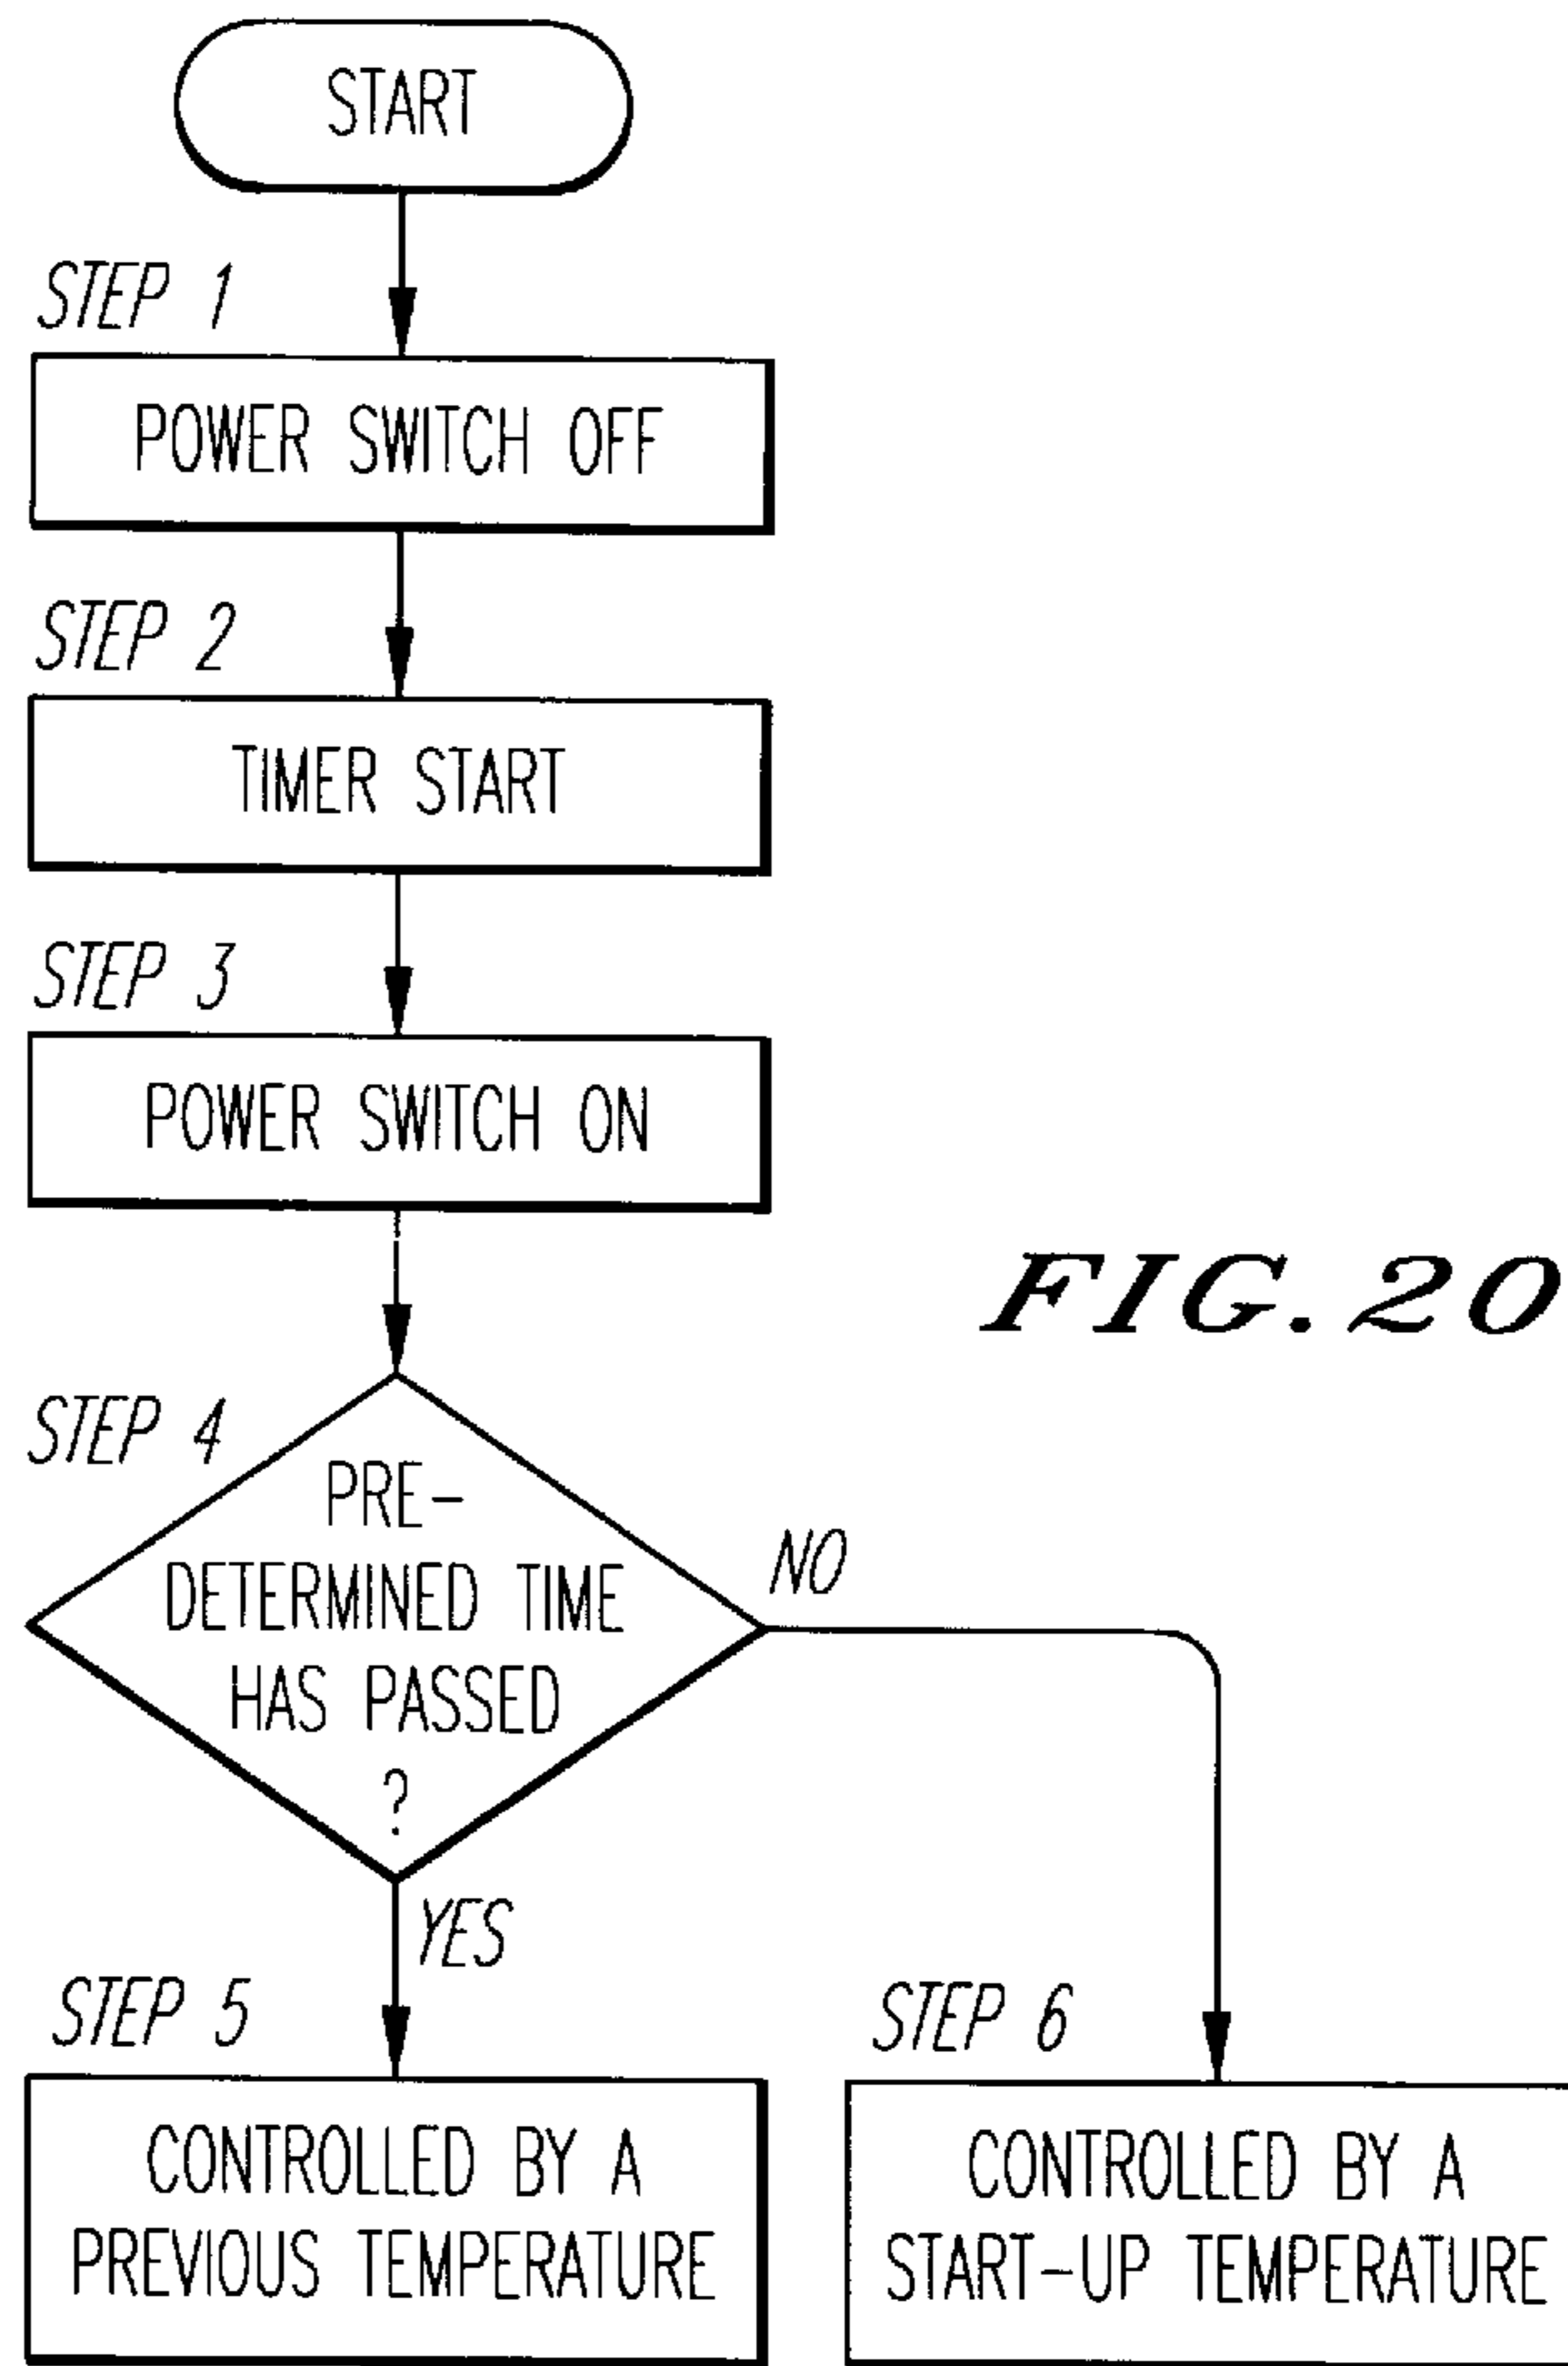 START
STEP 1
POWER SWITCH OFF
STEP 2
TIMER START
STEP 3
POWER SWITCH ON
FIG. 20
STEP 4
PRE-
DETERMINED TIME
HAS PASSED
?
NO
YES
STEP 5
CONTROLLED BY A
PREVIOUS TEMPERATURE
STEP 6
CONTROLLED BY A
START-UP TEMPERATURE